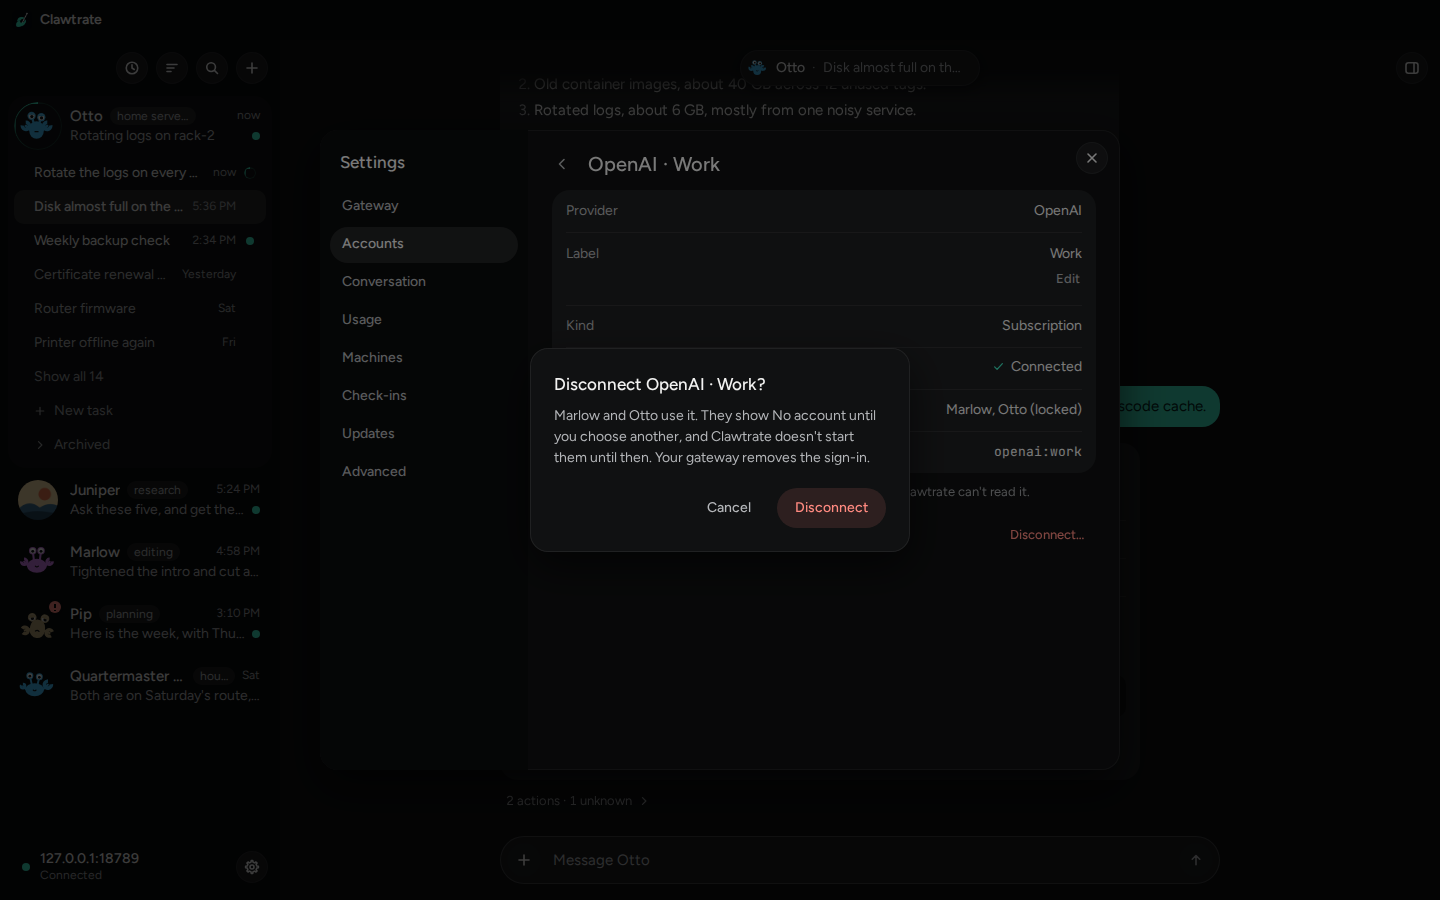 Clawtrate
Otto · Disk almost full on th...
Otto home serve... now
Rotating logs on rack-2
Rotate the logs on every ... now
Disk almost full on the ... 5:36 PM
Weekly backup check 2:34 PM
Certificate renewal ... Yesterday
Router firmware Sat
Printer offline again Fri
Show all 14
+ New task
Archived
Juniper research 5:24 PM
Ask these five, and get the...
Marlow editing 4:58 PM
Tightened the intro and cut a...
Pip planning 3:10 PM
Here is the week, with Thu...
Quartermaster ... hou... Sat
Both are on Saturday's route,...
127.0.0.1:18789
Connected
2. Old container images, about 40 GB across 12 unused tags.
3. Rotated logs, about 6 GB, mostly from one noisy service.
Settings
Gateway
Accounts
Conversation
Usage
Machines
Check-ins
Updates
Advanced
OpenAI · Work
Provider OpenAI
Label Work
Edit
Kind Subscription
Connected
Marlow, Otto (locked)
openai:work
can't read it.
Disconnect...
Disconnect OpenAI · Work?
Marlow and Otto use it. They show No account until
you choose another, and Clawtrate doesn't start
them until then. Your gateway removes the sign-in.
Cancel
Disconnect
cache.
2 actions · 1 unknown
Message Otto